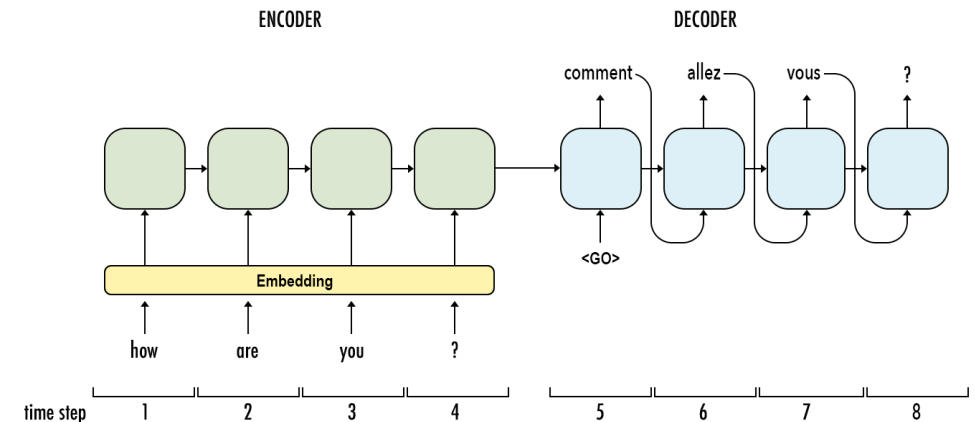 ENCODER DECODER
comment allez vous ?
<GO>
Embedding
how are you ?
time step 1 2 3 4 5 6 7 8